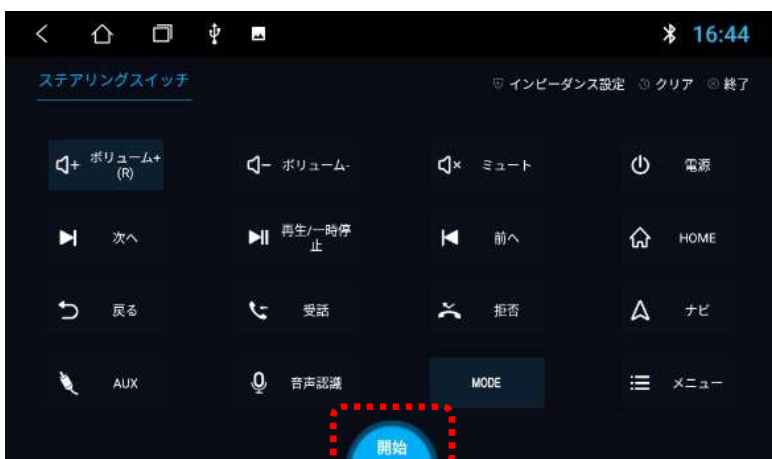 16:44
ステアリングスイッチ
インピーダンス設定 クリア 終了
ボリューム+
(R)
ボリューム-
ミュート
電源
次へ
再生/一時停
止
前へ
HOME
戻る
受話
拒否
ナビ
AUX
音声認識
MODE
メニュー
開始